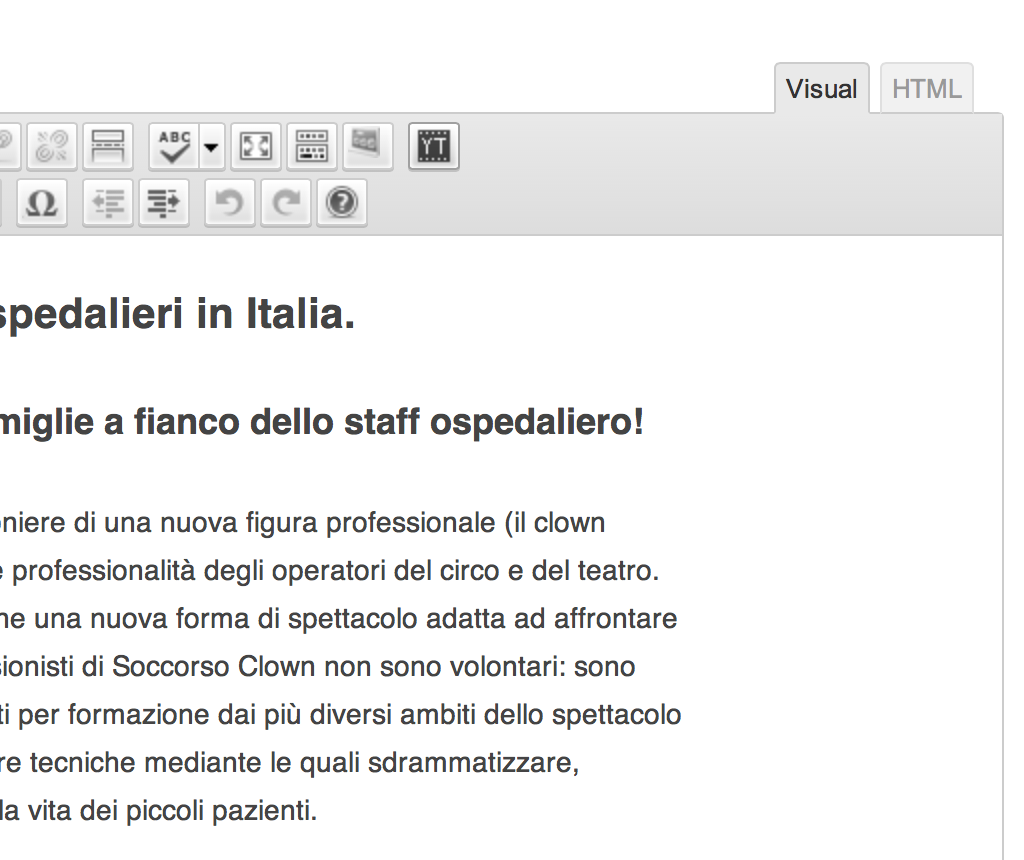 Visual HTML
ABC YT
Ω ?
spedalieri in Italia.
miglie a fianco dello staff ospedaliero!
niere di una nuova figura professionale (il clown
e professionalità degli operatori del circo e del teatro.
ne una nuova forma di spettacolo adatta ad affrontare
sionisti di Soccorso Clown non sono volontari: sono
ti per formazione dai più diversi ambiti dello spettacolo
re tecniche mediante le quali sdrammatizzare,
la vita dei piccoli pazienti.